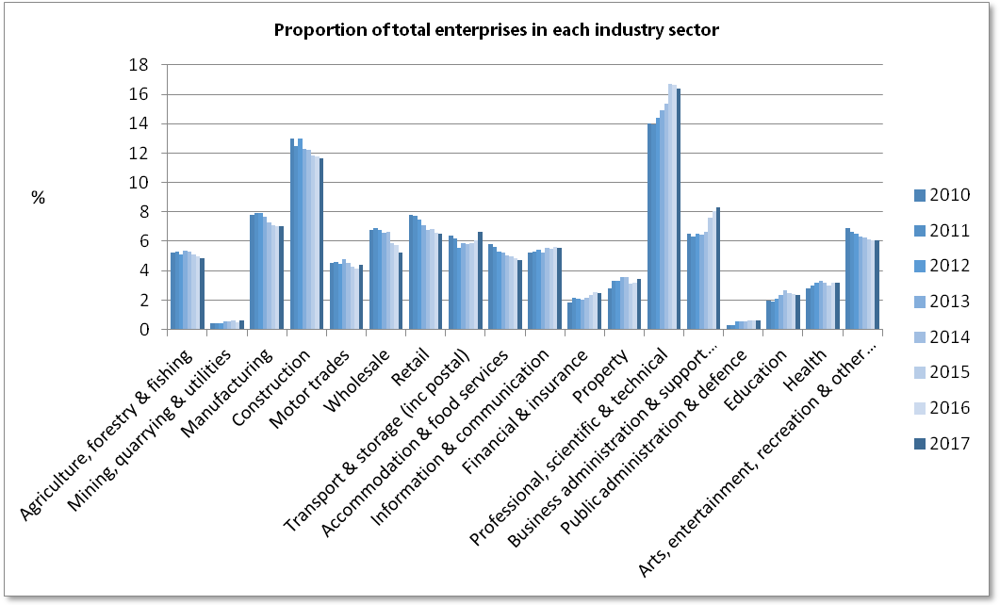 Proportion of total enterprises in each industry sector
18
16
14
12
10
8
6
4
2
0
%
Agriculture, forestry & fishing
Mining, quarrying & utilities
Manufacturing
Construction
Motor trades
Wholesale
Retail
Transport & storage (inc postal)
Accommodation & food services
Information & communication
Financial & insurance
Property
Professional, scientific & technical
Business administration & support...
Public administration & defence
Education
Health
Arts, entertainment, recreation & other...
2010
2011
2012
2013
2014
2015
2016
2017